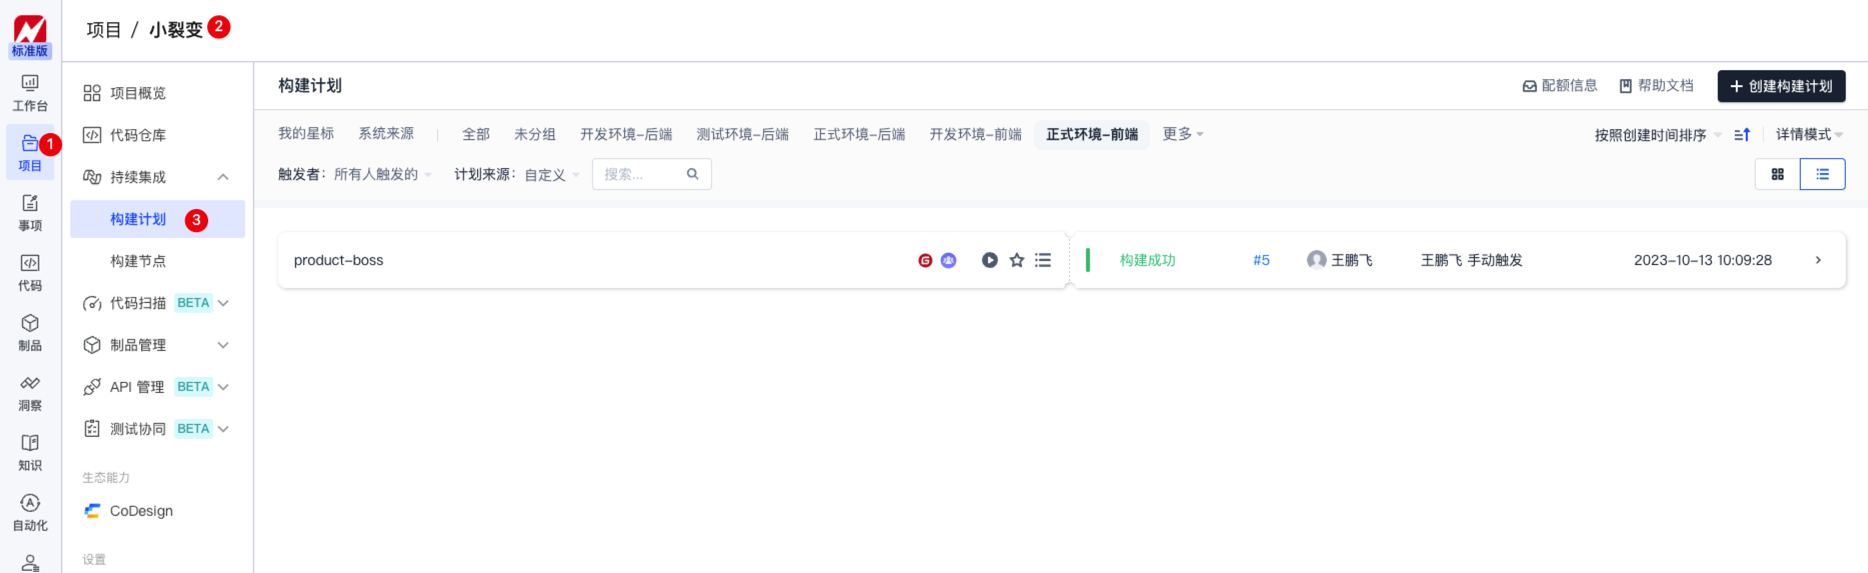 标准版
工作台
项目
1
事项
代码
制品
洞察
知识
自动化
项目 / 小裂变 2
项目概览
代码仓库
持续集成
构建计划 3
构建节点
代码扫描 BETA
制品管理
API 管理 BETA
测试协同 BETA
生态能力
CoDesign
设置
构建计划
配额信息 帮助文档 + 创建构建计划
我的星标 系统来源 | 全部 未分组 开发环境-后端 测试环境-后端 正式环境-后端 开发环境-前端 正式环境-前端 更多
按照创建时间排序 详情模式
触发者: 所有人触发的 计划来源: 自定义 搜索...
product-boss G 构建成功 #5 王鹏飞 王鹏飞 手动触发 2023-10-13 10:09:28